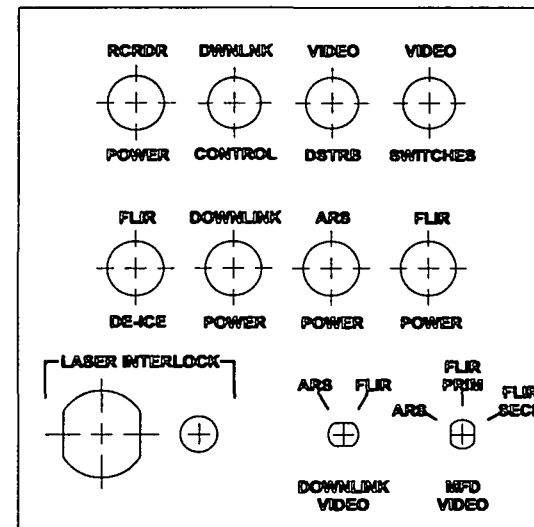 RCRDR DWNLNK VIDEO VIDEO
POWER CONTROL DSTRB SWITCHES
FLIR DOWNLINK ARS FLIR
DE-ICE POWER POWER POWER
LASER INTERLOCK
ARS FLIR
FLIR
PRIM
ARS
FLIR
SEC
DOWNLINK
VIDEO
MFD
VIDEO